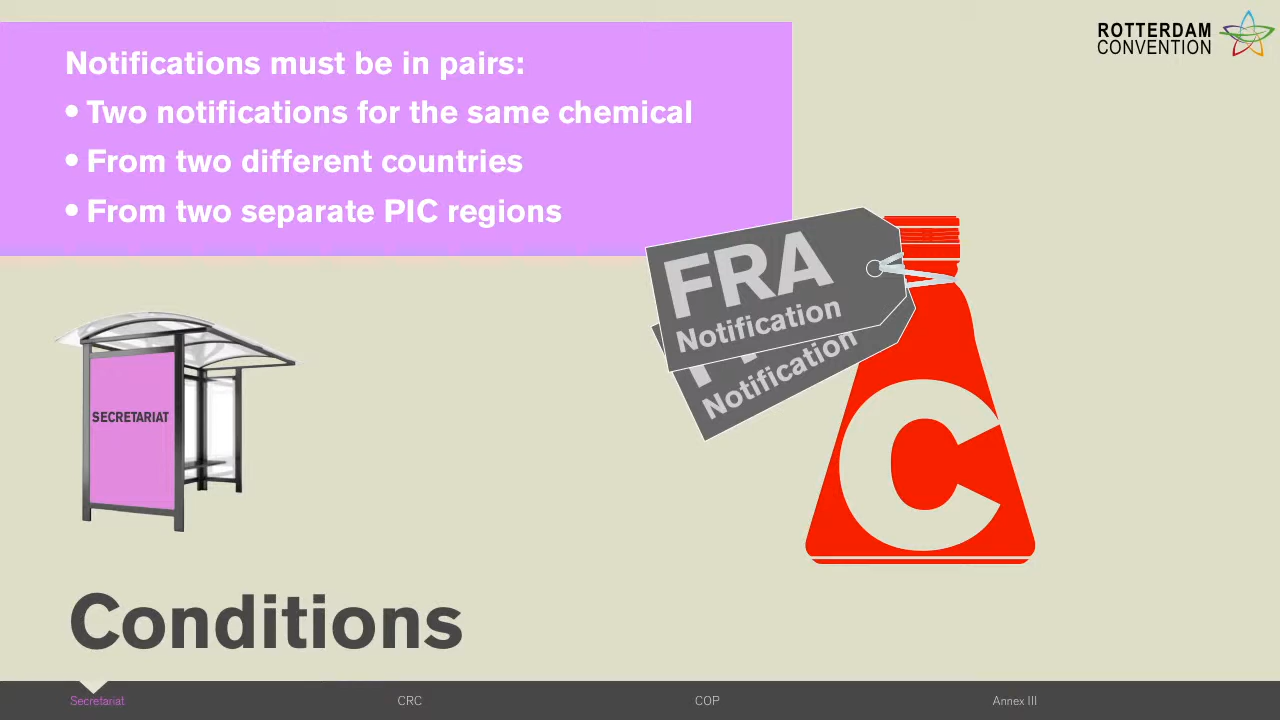 ROTTERDAM
CONVENTION
Notifications must be in pairs:
• Two notifications for the same chemical
• From two different countries
• From two separate PIC regions
FRA
Notification
Notification
C
SECRETARIAT
Conditions
Secretariat
CRC
COP
Annex III